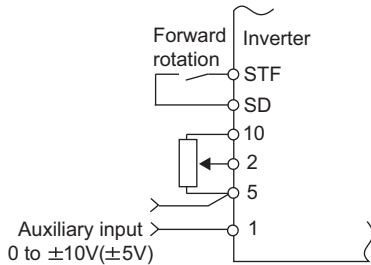 Forward
rotation
Inverter
STF
SD
10
2
5
1
Auxiliary input
0 to ±10V(±5V)